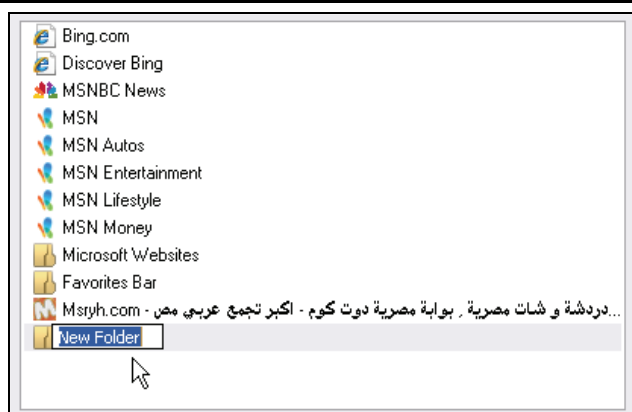 Bing.com
Discover Bing
MSNBC News
MSN
MSN Autos
MSN Entertainment
MSN Lifestyle
MSN Money
Microsoft Websites
Favorites Bar
Msryh.com - دردشة و شات مصرية , بوابة مصرية دوت كوم - اكبر تجمع عربي مص...
New Folder